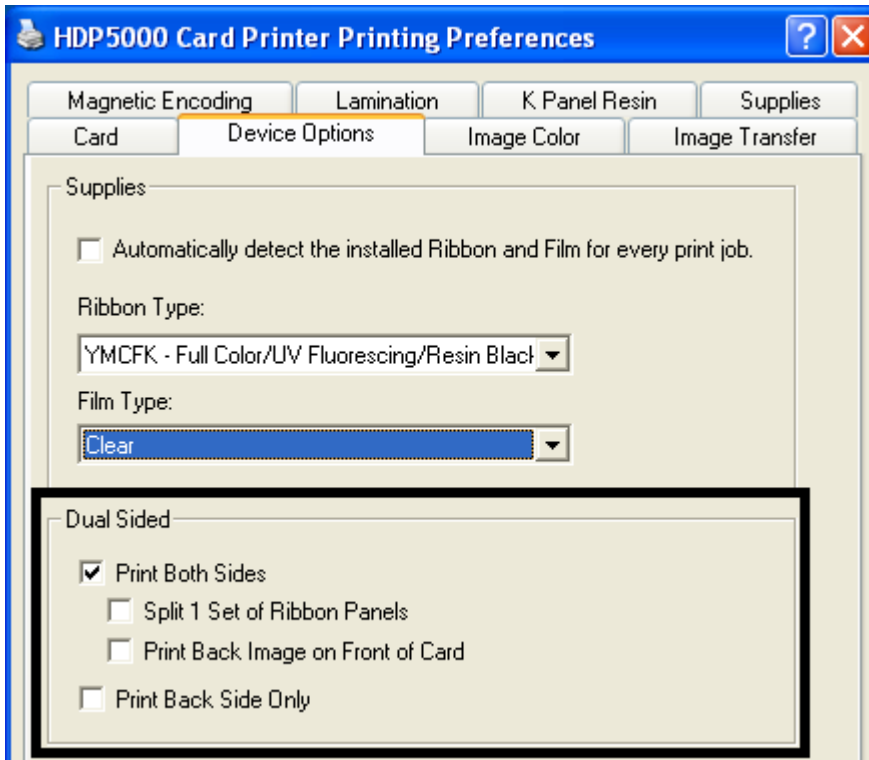 HDP5000 Card Printer Printing Preferences
Magnetic Encoding Lamination K Panel Resin Supplies
Card Device Options Image Color Image Transfer
Supplies
Automatically detect the installed Ribbon and Film for every print job.
Ribbon Type:
YMCFK - Full Color/UV Fluorescing/Resin Black
Film Type:
Clear
Dual Sided
Print Both Sides
Split 1 Set of Ribbon Panels
Print Back Image on Front of Card
Print Back Side Only